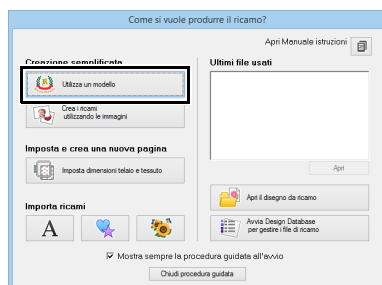 Come si vuole produrre il ricamo?
Apri Manuale istruzioni
Creazione semplificata
Utilizza un modello
Crea i ricami
utilizzando le immagini
Imposta e crea una nuova pagina
Imposta dimensioni telaio e tessuto
Importa ricami
A
Ultimi file usati
Apri
Apri il disegno da ricamo
Avvia Design Database
per gestire i file di ricamo
Mostra sempre la procedura guidata all'avvio
Chiudi procedura guidata